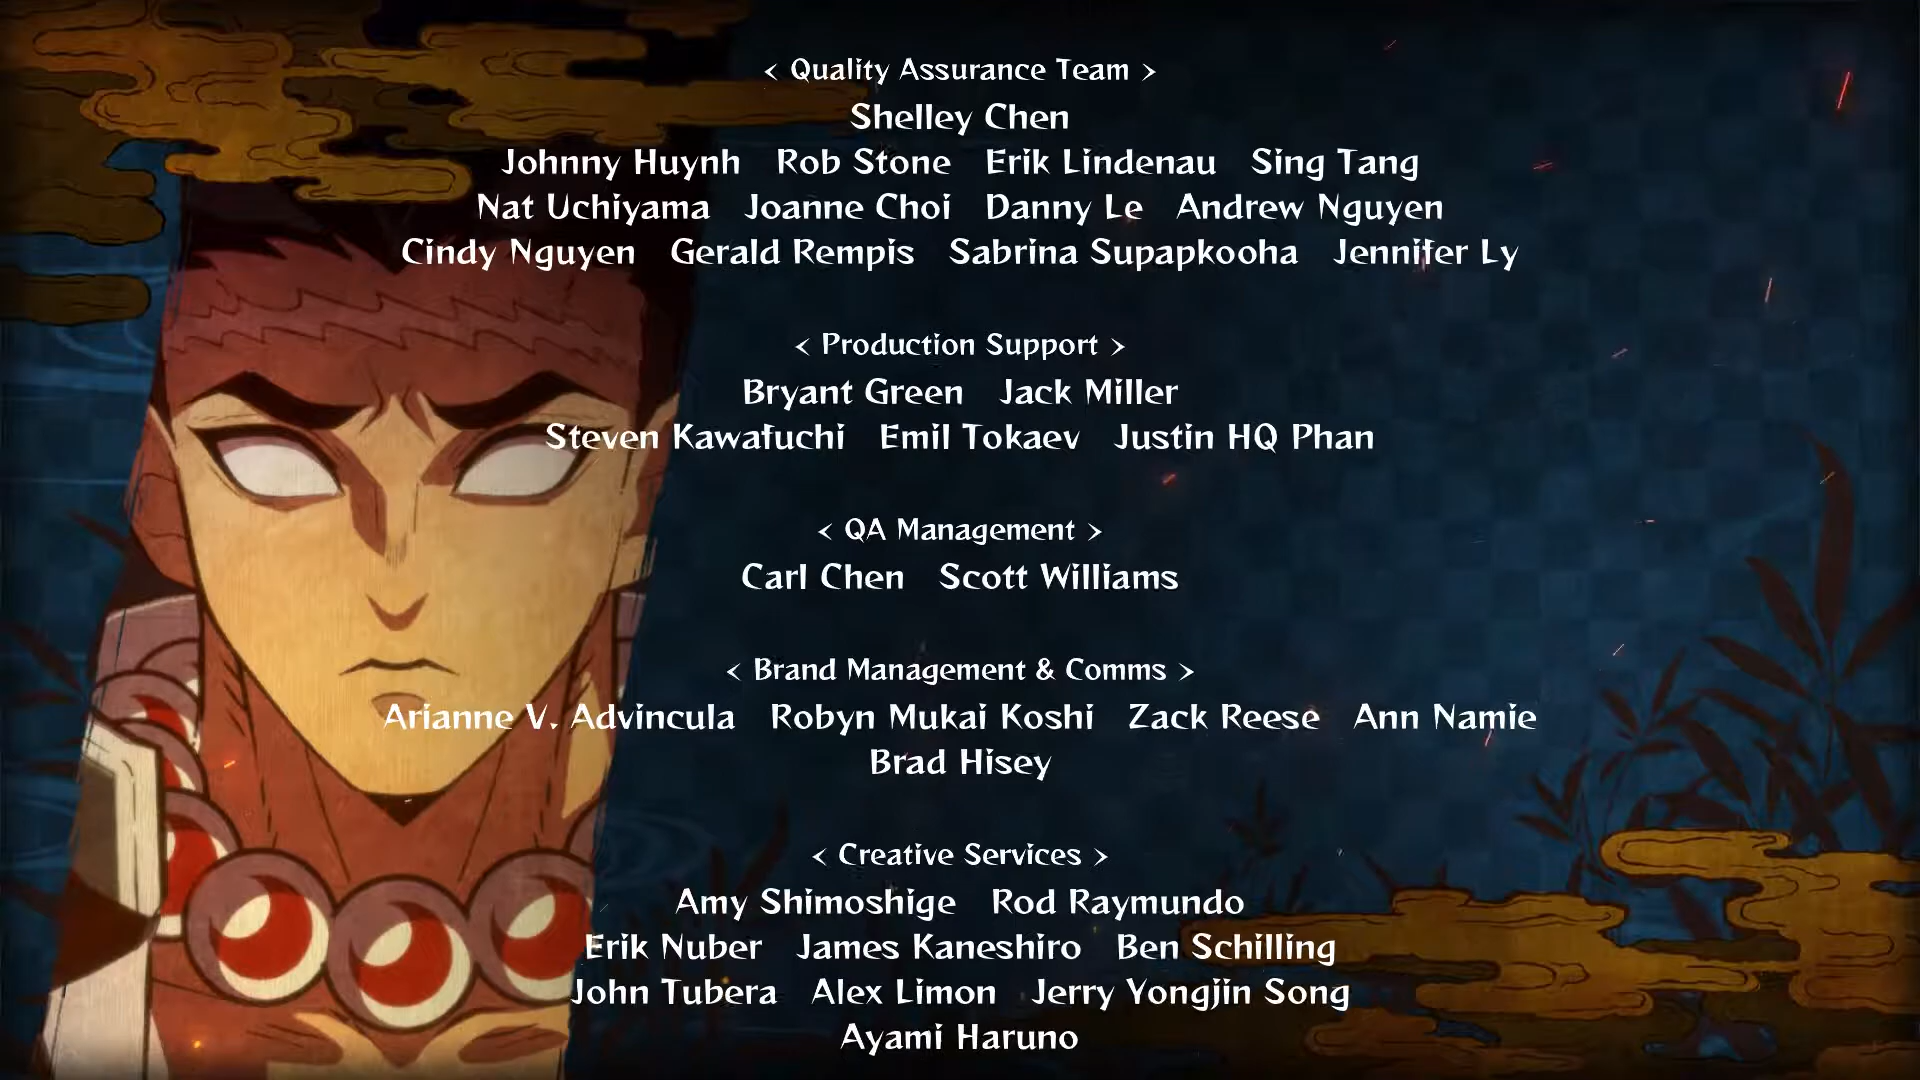 < Quality Assurance Team >
Shelley Chen
Johnny Huynh Rob Stone Erik Lindenau Sing Tang
Nat Uchiyama Joanne Choi Danny Le Andrew Nguyen
Cindy Nguyen Gerald Rempis Sabrina Supapkooha Jennifer Ly
< Production Support >
Bryant Green Jack Miller
Steven Kawafuchi Emil Tokaev Justin HQ Phan
< QA Management >
Carl Chen Scott Williams
< Brand Management & Comms >
Arianne V. Advincula Robyn Mukai Koshi Zack Reese Ann Namie
Brad Hisey
< Creative Services >
Amy Shimoshige Rod Raymundo
Erik Nuber James Kaneshiro Ben Schilling
John Tubera Alex Limon Jerry Yongjin Song
Ayami Haruno